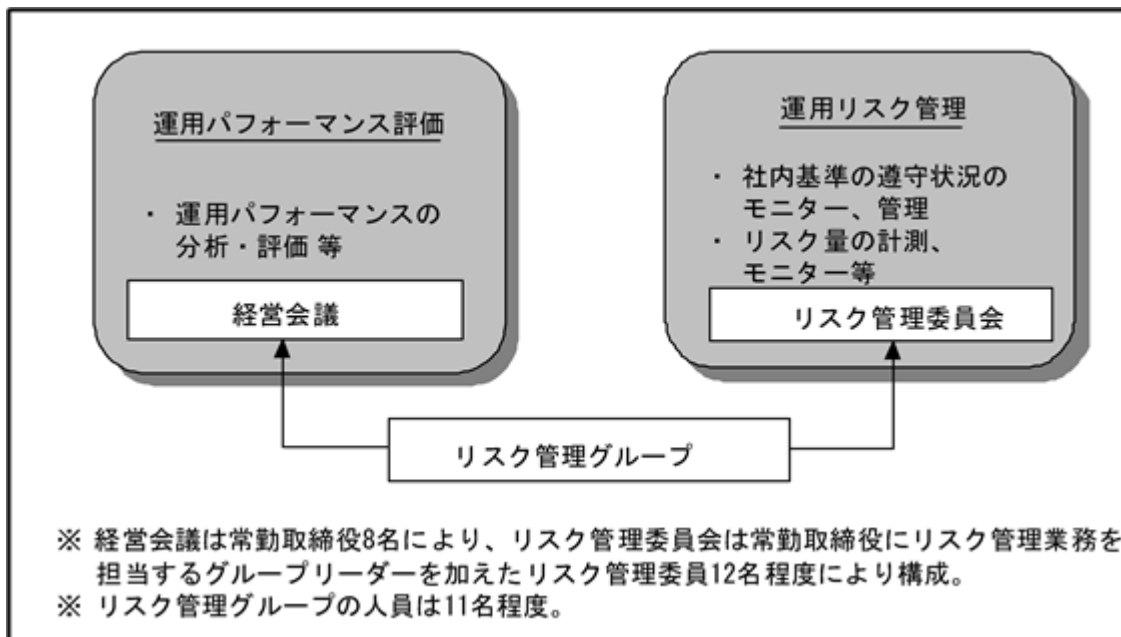 運用パフォーマンス評価
・ 運用パフォーマンスの
分析・評価 等
経営会議
運用リスク管理
・ 社内基準の遵守状況の
モニター、管理
・ リスク量の計測、
モニター等
リスク管理委員会
リスク管理グループ
※ 経営会議は常勤取締役8名により、リスク管理委員会は常勤取締役にリスク管理業務を
担当するグループリーダーを加えたリスク管理委員12名程度により構成。
※ リスク管理グループの人員は11名程度。